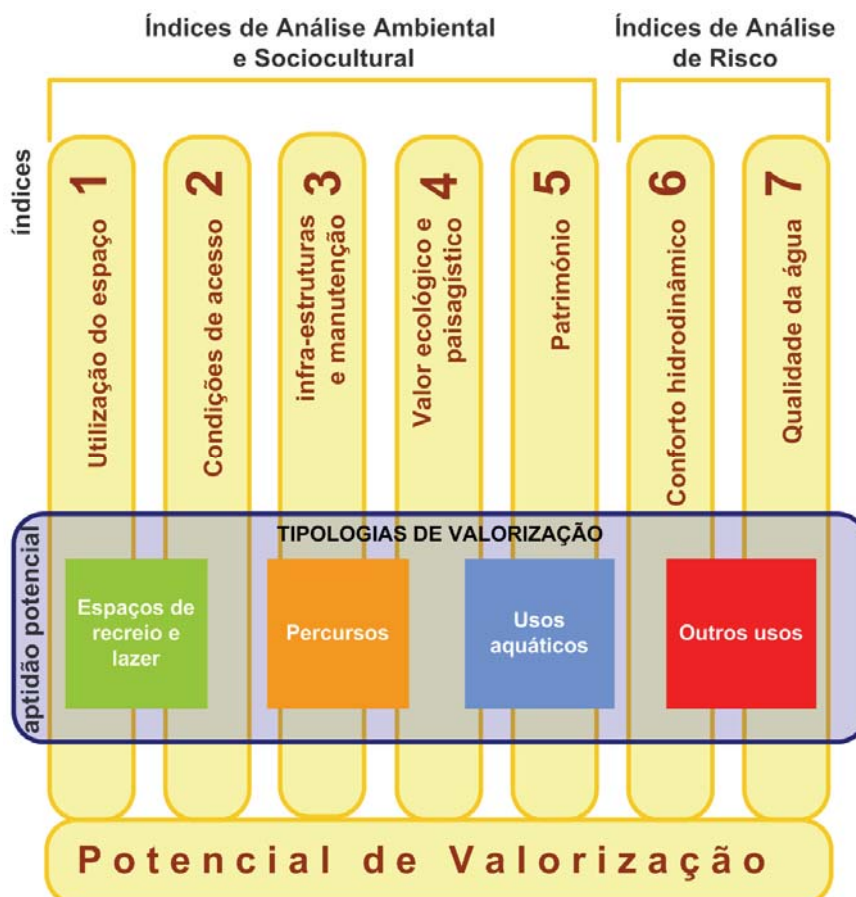 Índices de Análise Ambiental
e Sociocultural
Índices de Análise
de Risco
índices
1
Utilização do espaço
2
Condições de acesso
3
infra-estruturas
e manutenção
4
Valor ecológico e
paisagístico
5
Património
6
Conforto hidrodinâmico
7
Qualidade da água
aptidão potencial
TIPOLOGIAS DE VALORIZAÇÃO
Espaços de
recreio e
lazer
Percursos
Usos
aquáticos
Outros usos
Potencial de Valorização